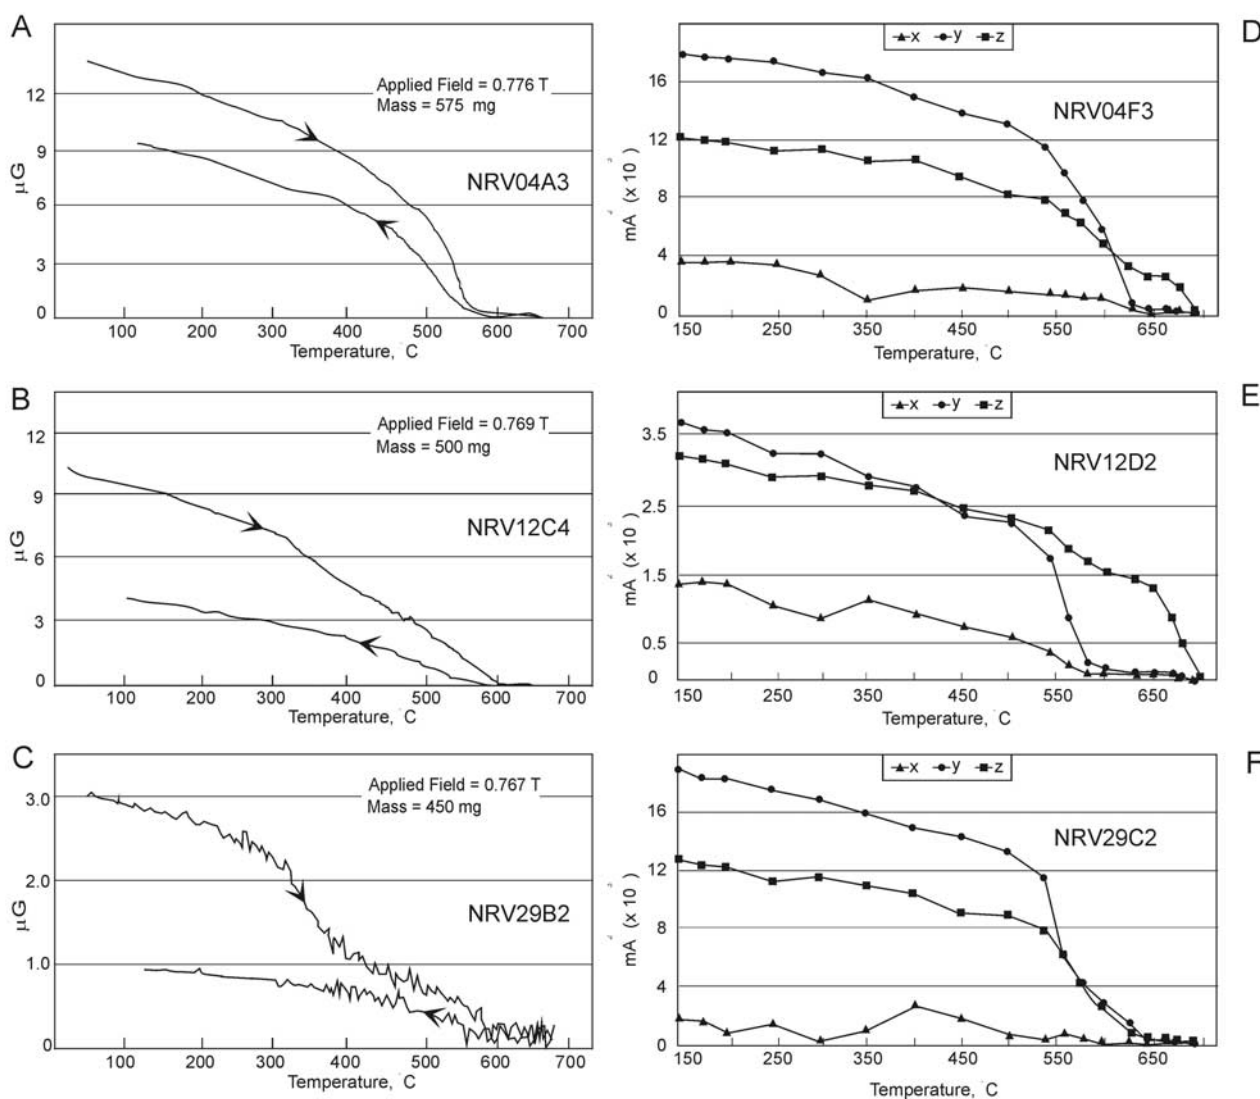 A
12
9
6
3
0
μG
Applied Field = 0.776 T
Mass = 575 mg
NRV04A3
100 200 300 400 500 600 700
Temperature, °C
D
x y z
16
12
8
4
0
mA (x 10 )
NRV04F3
150 250 350 450 550 650
Temperature, °C
B
12
9
6
3
0
μG
Applied Field = 0.769 T
Mass = 500 mg
NRV12C4
100 200 300 400 500 600 700
Temperature, °C
E
x y z
3.5
2.5
1.5
0.5
0
mA (x 10 )
NRV12D2
150 250 350 450 550 650
Temperature, °C
C
3.0
2.0
1.0
0
μG
Applied Field = 0.767 T
Mass = 450 mg
NRV29B2
100 200 300 400 500 600 700
Temperature, °C
F
x y z
16
12
8
4
0
mA (x 10 )
NRV29C2
150 250 350 450 550 650
Temperature, °C